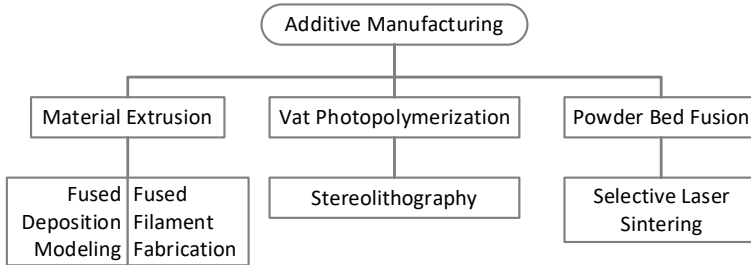 Additive Manufacturing
Material Extrusion
Vat Photopolymerization
Powder Bed Fusion
Fused
Deposition
Modeling
Fused
Filament
Fabrication
Stereolithography
Selective Laser
Sintering